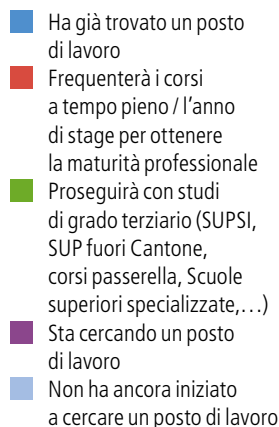 Ha già trovato un posto
di lavoro
Frequenterà i corsi
a tempo pieno / l'anno
di stage per ottenere
la maturità professionale
Proseguirà con studi
di grado terziario (SUPSI,
SUP fuori Cantone,
corsi passerella, Scuole
superiori specializzate,…)
Sta cercando un posto
di lavoro
Non ha ancora iniziato
a cercare un posto di lavoro